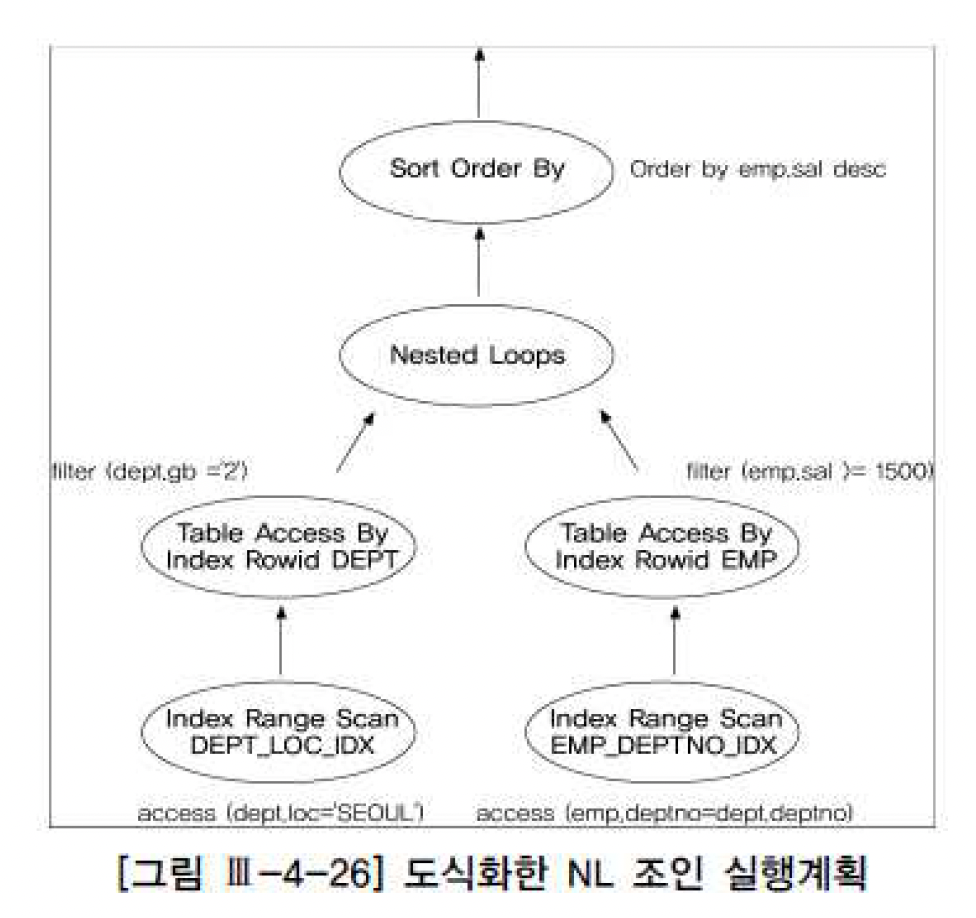 Sort Order By
Order by emp.sal desc
Nested Loops
filter (dept.gb ='2')
filter (emp.sal )= 1500)
Table Access By
Index Rowid DEPT
Table Access By
Index Rowid EMP
Index Range Scan
DEPT_LOC_IDX
Index Range Scan
EMP_DEPTNO_IDX
access (dept.loc='SEOUL')
access (emp.deptno=dept.deptno)
[그림 Ⅲ-4-26] 도식화한 NL 조인 실행계획